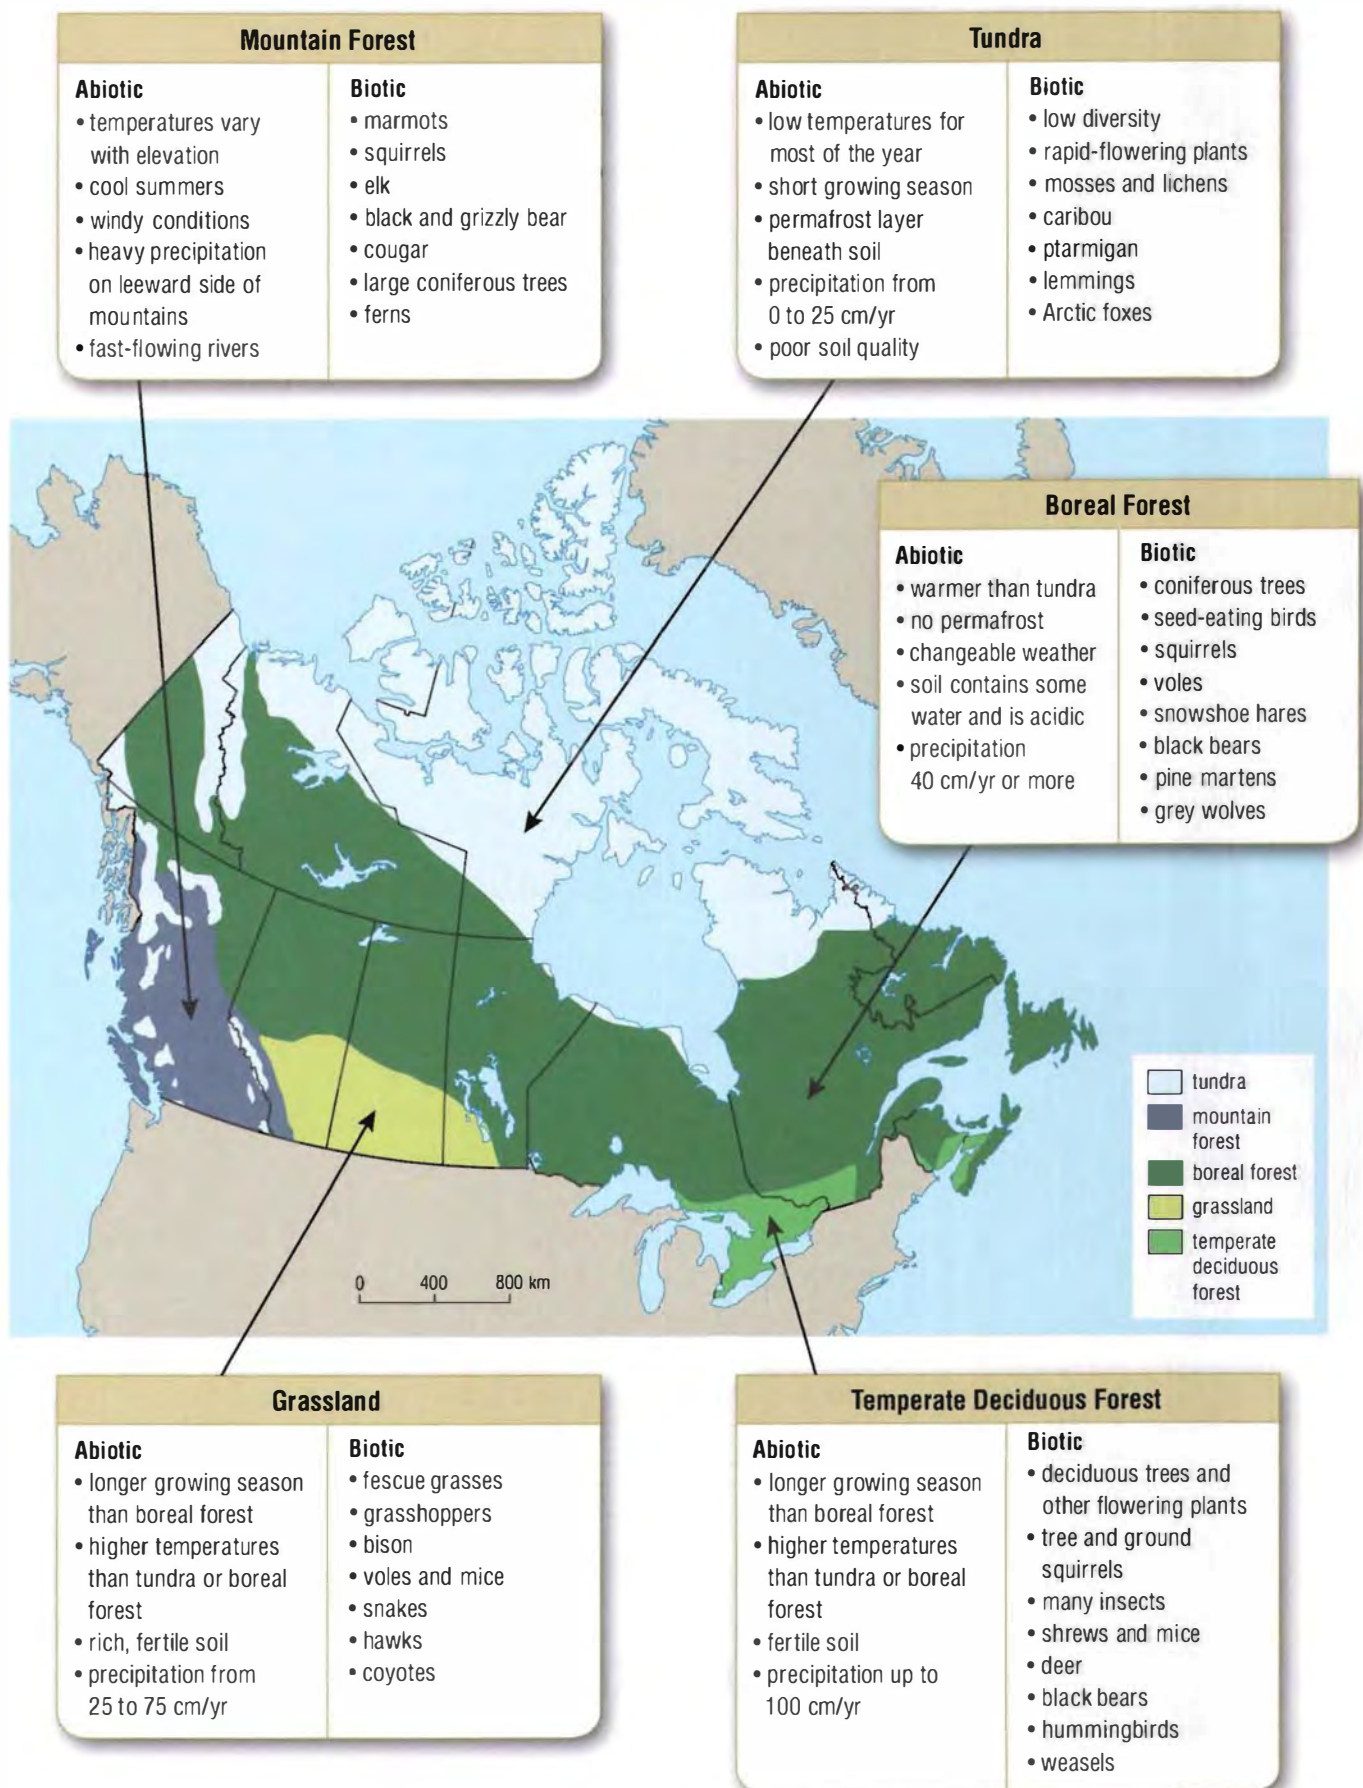 Mountain Forest
Abiotic
• temperatures vary
with elevation
• cool summers
• windy conditions
• heavy precipitation
on leeward side of
mountains
• fast-flowing rivers
Biotic
• marmots
• squirrels
• elk
• black and grizzly bear
• cougar
• large coniferous trees
• ferns
Tundra
Abiotic
• low temperatures for
most of the year
• short growing season
• permafrost layer
beneath soil
• precipitation from
0 to 25 cm/yr
• poor soil quality
Biotic
• low diversity
• rapid-flowering plants
• mosses and lichens
• caribou
• ptarmigan
• lemmings
• Arctic foxes
Boreal Forest
Abiotic
• warmer than tundra
• no permafrost
• changeable weather
• soil contains some
water and is acidic
• precipitation
40 cm/yr or more
Biotic
• coniferous trees
• seed-eating birds
• squirrels
• voles
• snowshoe hares
• black bears
• pine martens
• grey wolves
tundra
mountain
forest
boreal forest
grassland
temperate
deciduous
forest
0 400 800 km
Grassland
Abiotic
• longer growing season
than boreal forest
• higher temperatures
than tundra or boreal
forest
• rich, fertile soil
• precipitation from
25 to 75 cm/yr
Biotic
• fescue grasses
• grasshoppers
• bison
• voles and mice
• snakes
• hawks
• coyotes
Temperate Deciduous Forest
Abiotic
• longer growing season
than boreal forest
• higher temperatures
than tundra or boreal
forest
• fertile soil
• precipitation up to
100 cm/yr
Biotic
• deciduous trees and
other flowering plants
• tree and ground
squirrels
• many insects
• shrews and mice
• deer
• black bears
• hummingbirds
• weasels